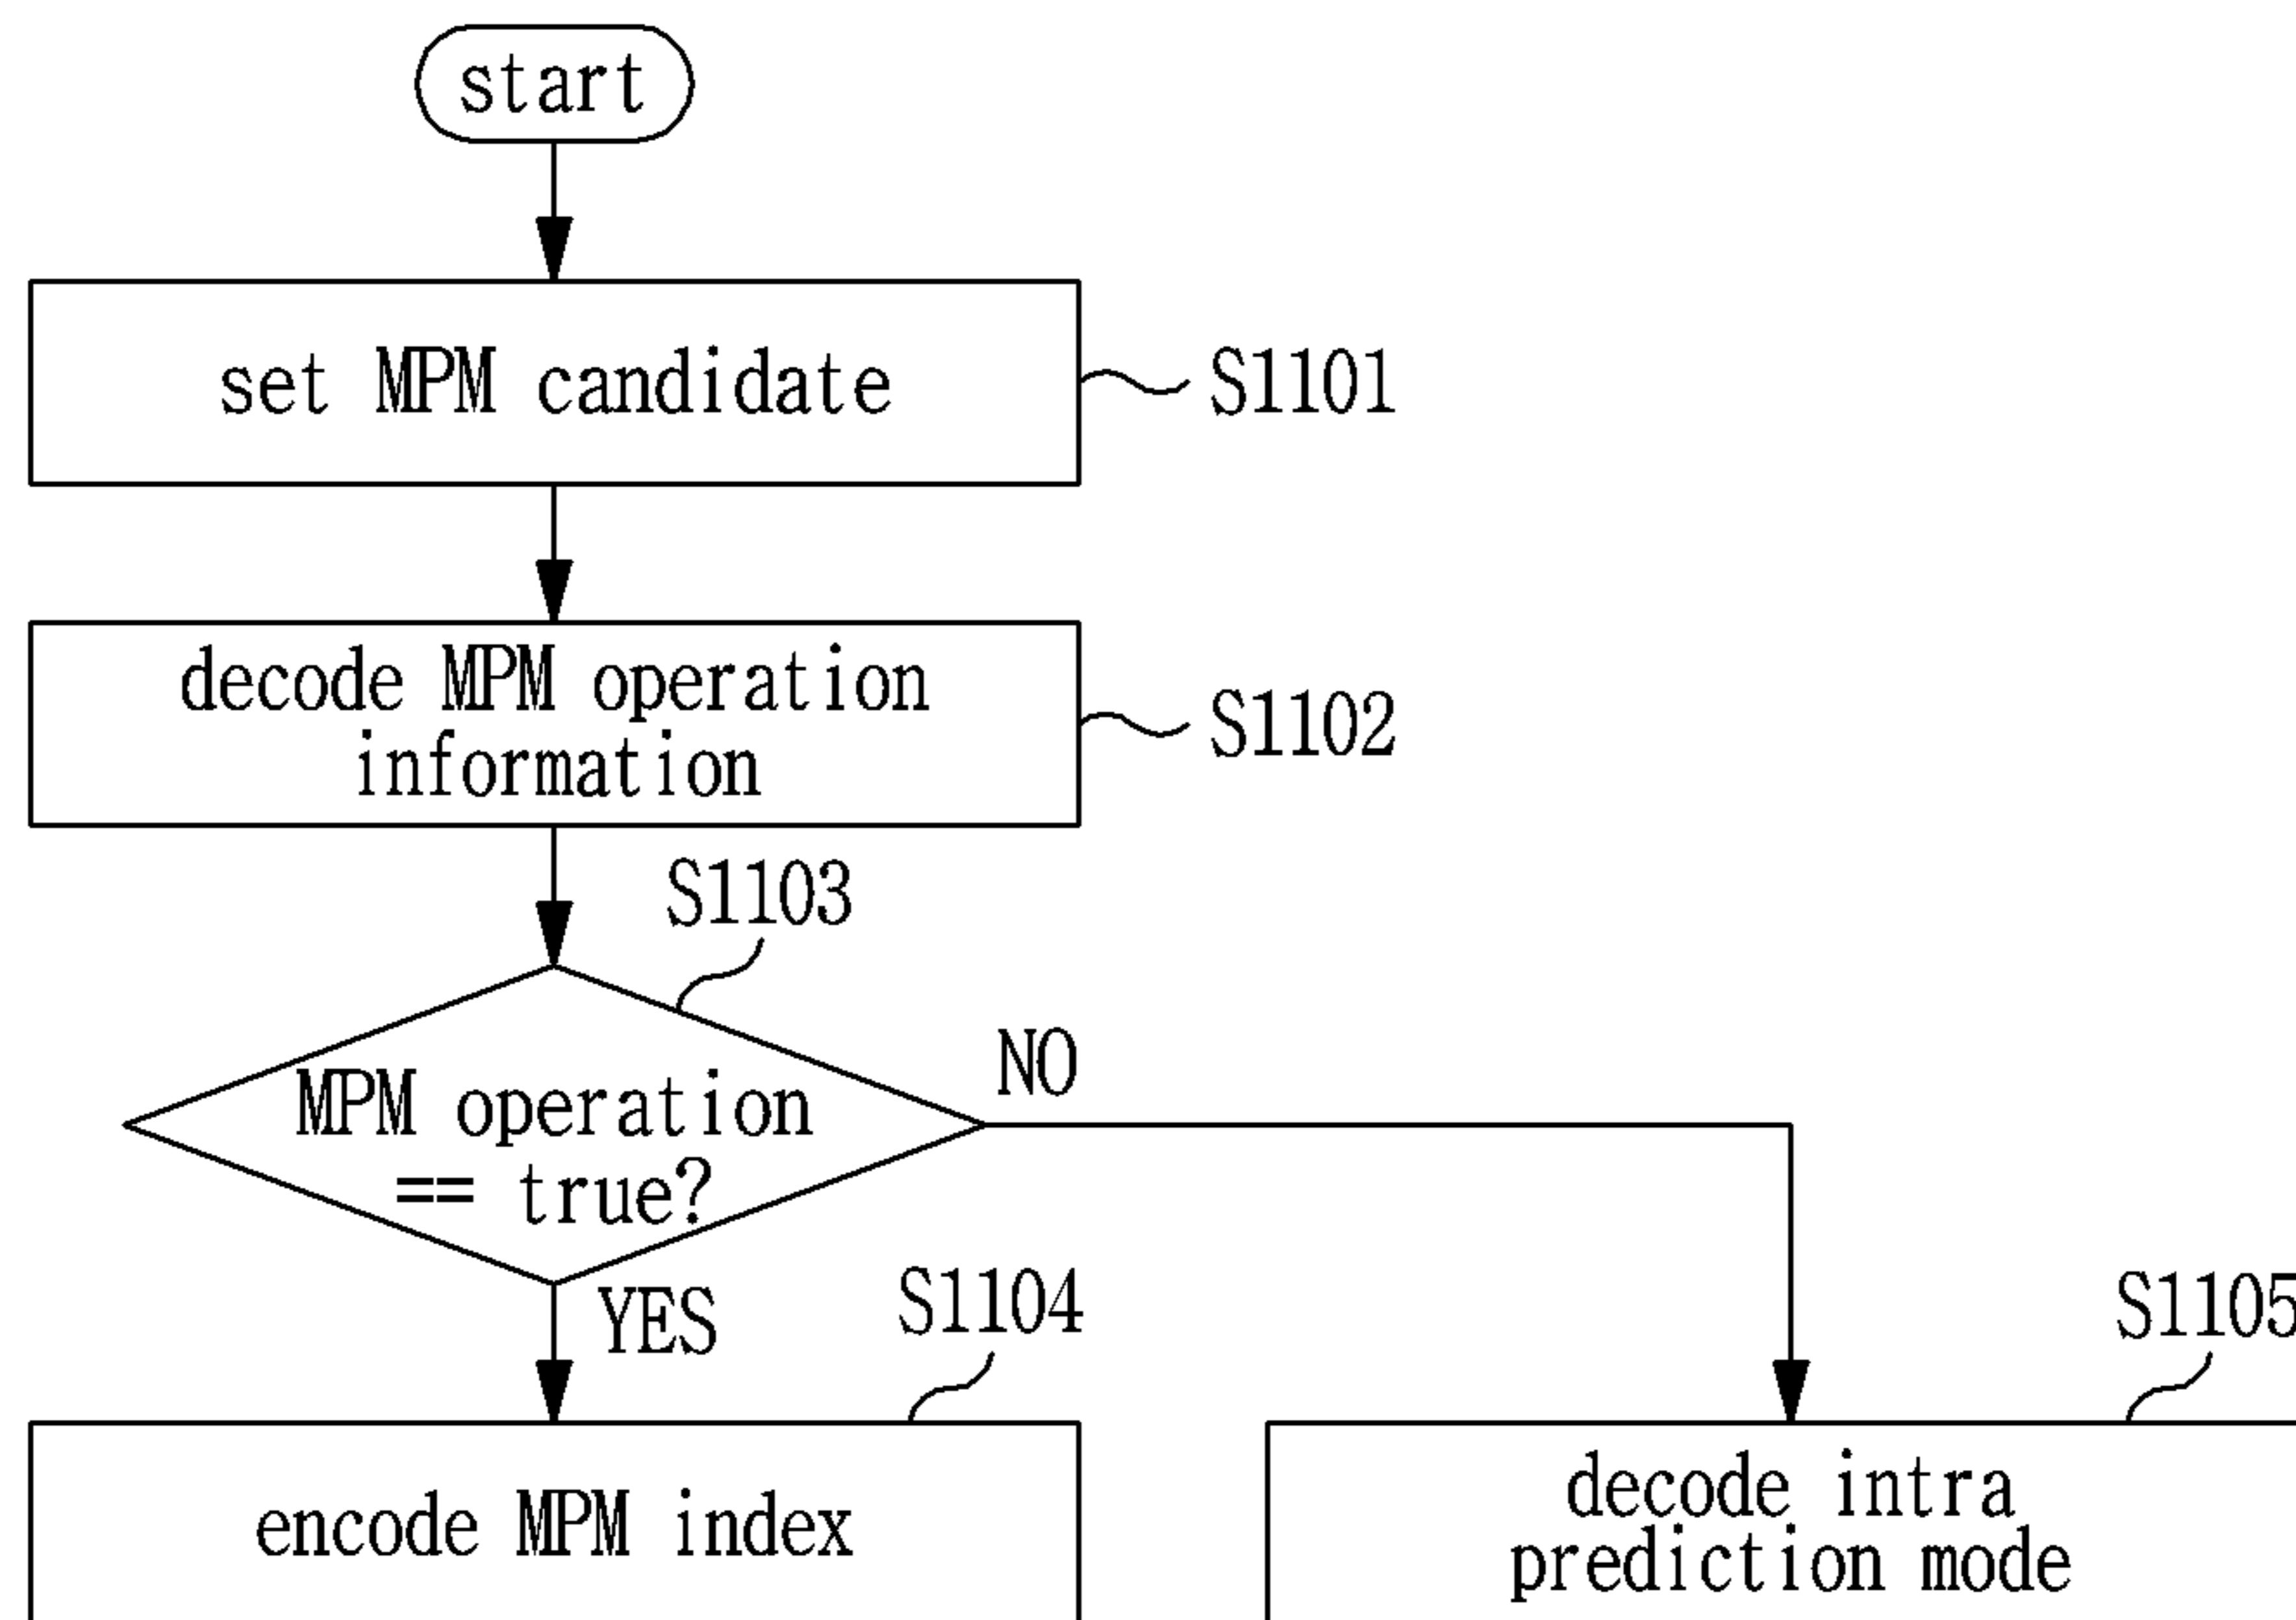 start
set MPM candidate
S1101
decode MPM operation
information
S1102
S1103
MPM operation
== true?
NO
YES
S1104
encode MPM index
S1105
decode intra
prediction mode